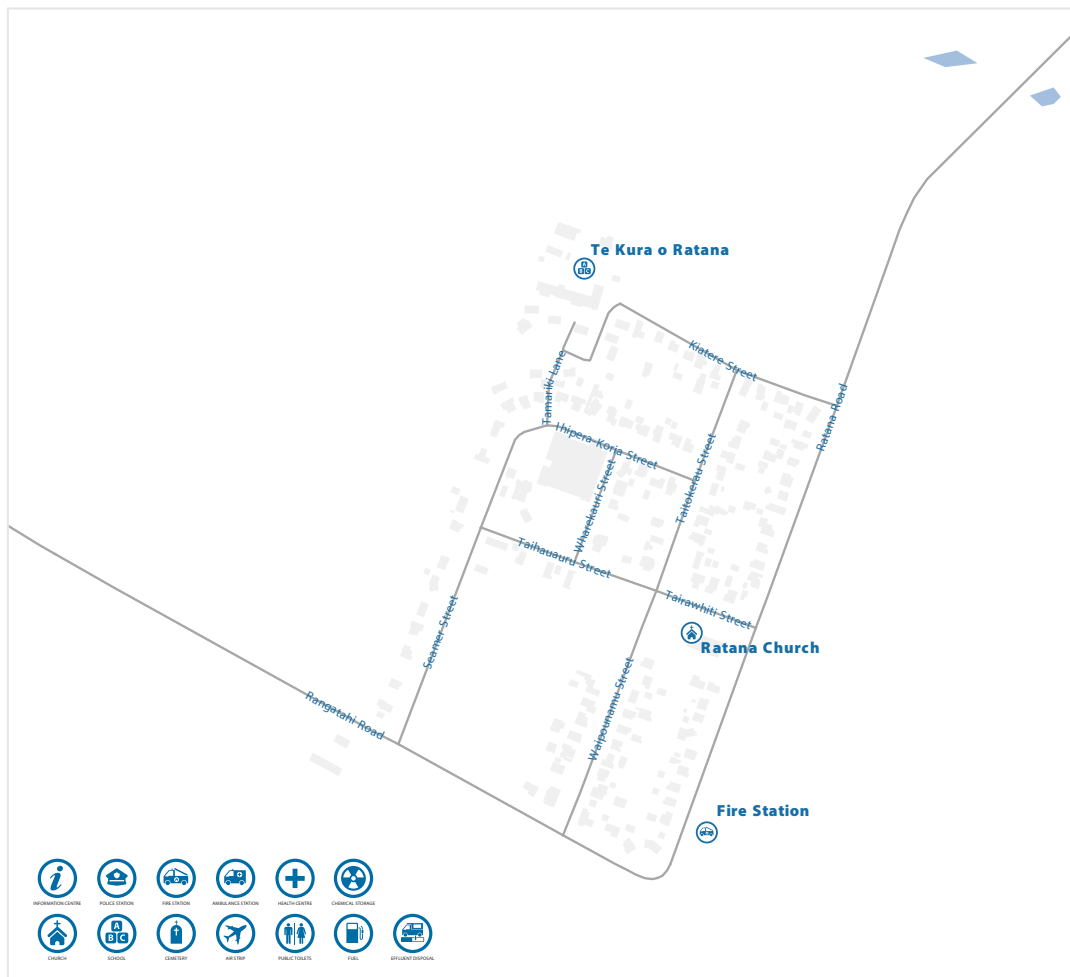 Te Kura o Ratana
A
B C
Kiatere Street
Tamariki Lane
Ratana Road
Ihipera-Koria Street
Taitokerau Street
Wharekauri Street
Taihauauru Street
Tairawhiti Street
Ratana Church
Seamer Street
Waipounamu Street
Rangatahi Road
Fire Station
INFORMATION CENTRE
POLICE STATION
FIRE STATION
AMBULANCE STATION
HEALTH CENTRE
CHEMICAL STORAGE
A
B C
CHURCH
SCHOOL
CEMETERY
AIR STRIP
PUBLIC TOILETS
FUEL
EFFLUENT DISPOSAL